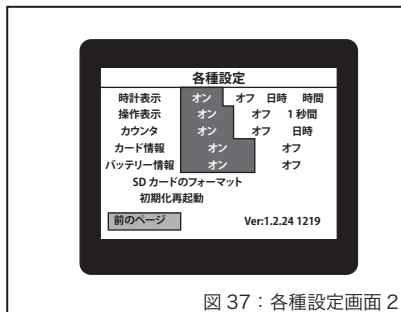 各種設定
時計表示 オン オフ 日時 時間
操作表示 オン オフ 1 秒間
カウンタ オン オフ 日時
カード情報 オン オフ
バッテリー情報 オン オフ
SD カードのフォーマット
初期化再起動
前のページ Ver:1.2.24 1219
図 37：各種設定画面 2